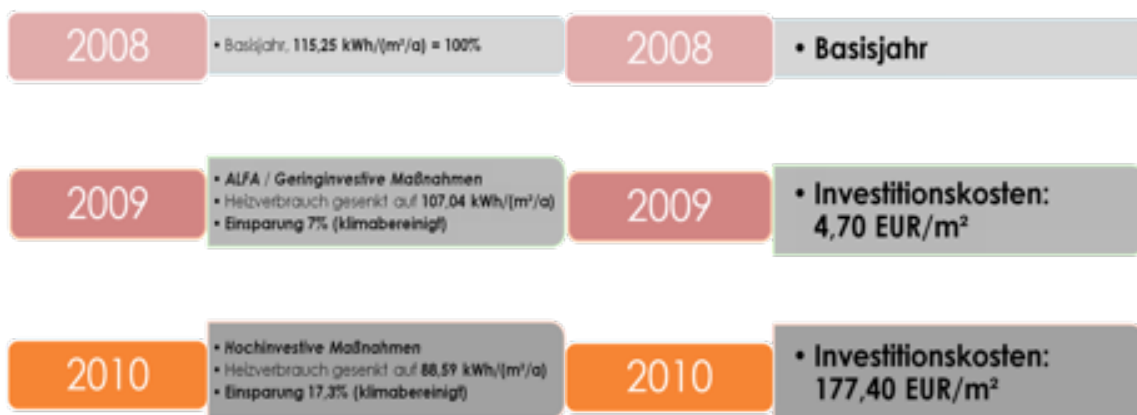 2008
• Basisjahr, 115,25 kWh/(m²/a) = 100%
2008
• Basisjahr
2009
• ALFA / Geringinvestive Maßnahmen
• Heizverbrauch gesenkt auf 107,04 kWh/(m²/a)
• Einsparung 7% (klimabereinigt)
2009
• Investitionskosten:
4,70 EUR/m²
2010
• Hochinvestive Maßnahmen
• Heizverbrauch gesenkt auf 88,59 kWh/(m²/a)
• Einsparung 17,3% (klimabereinigt)
2010
• Investitionskosten:
177,40 EUR/m²